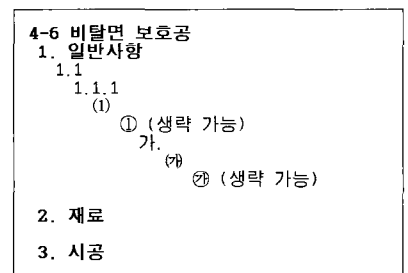 4-6 비탈면 보호공
1. 일반사항
1.1
1.1.1
⑴
① (생략 가능)
가.
㈎
㉮ (생략 가능)
2. 재료
3. 시공